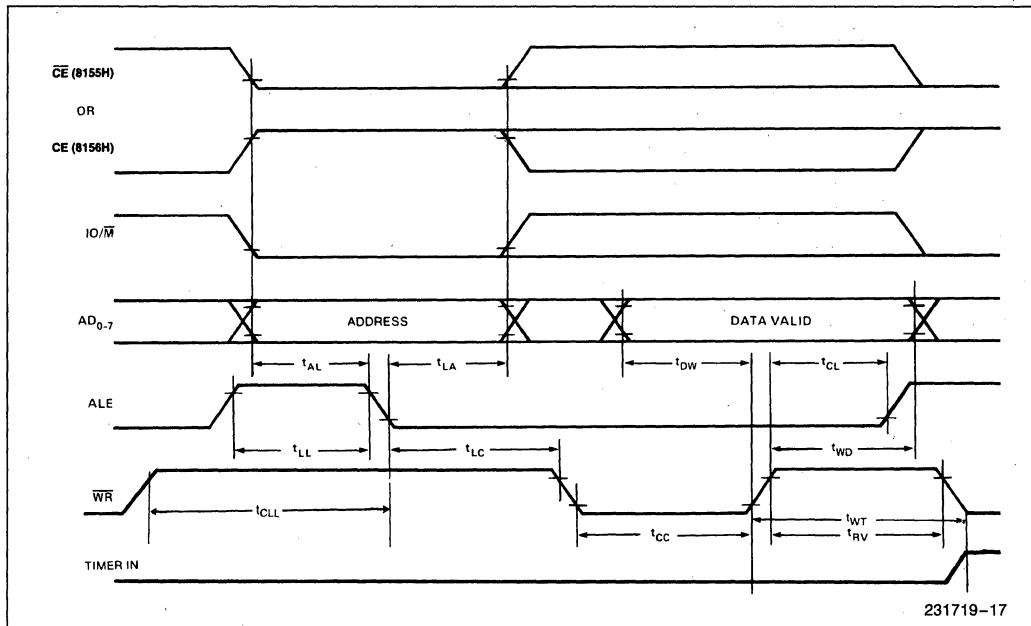 CE (8155H)
OR
CE (8156H)
IO/M
AD0-7
ADDRESS
DATA VALID
tAL
tLA
tDW
tCL
ALE
tLL
tLC
tWD
WR
tCLL
tCC
tWT
tRV
TIMER IN
231719-17